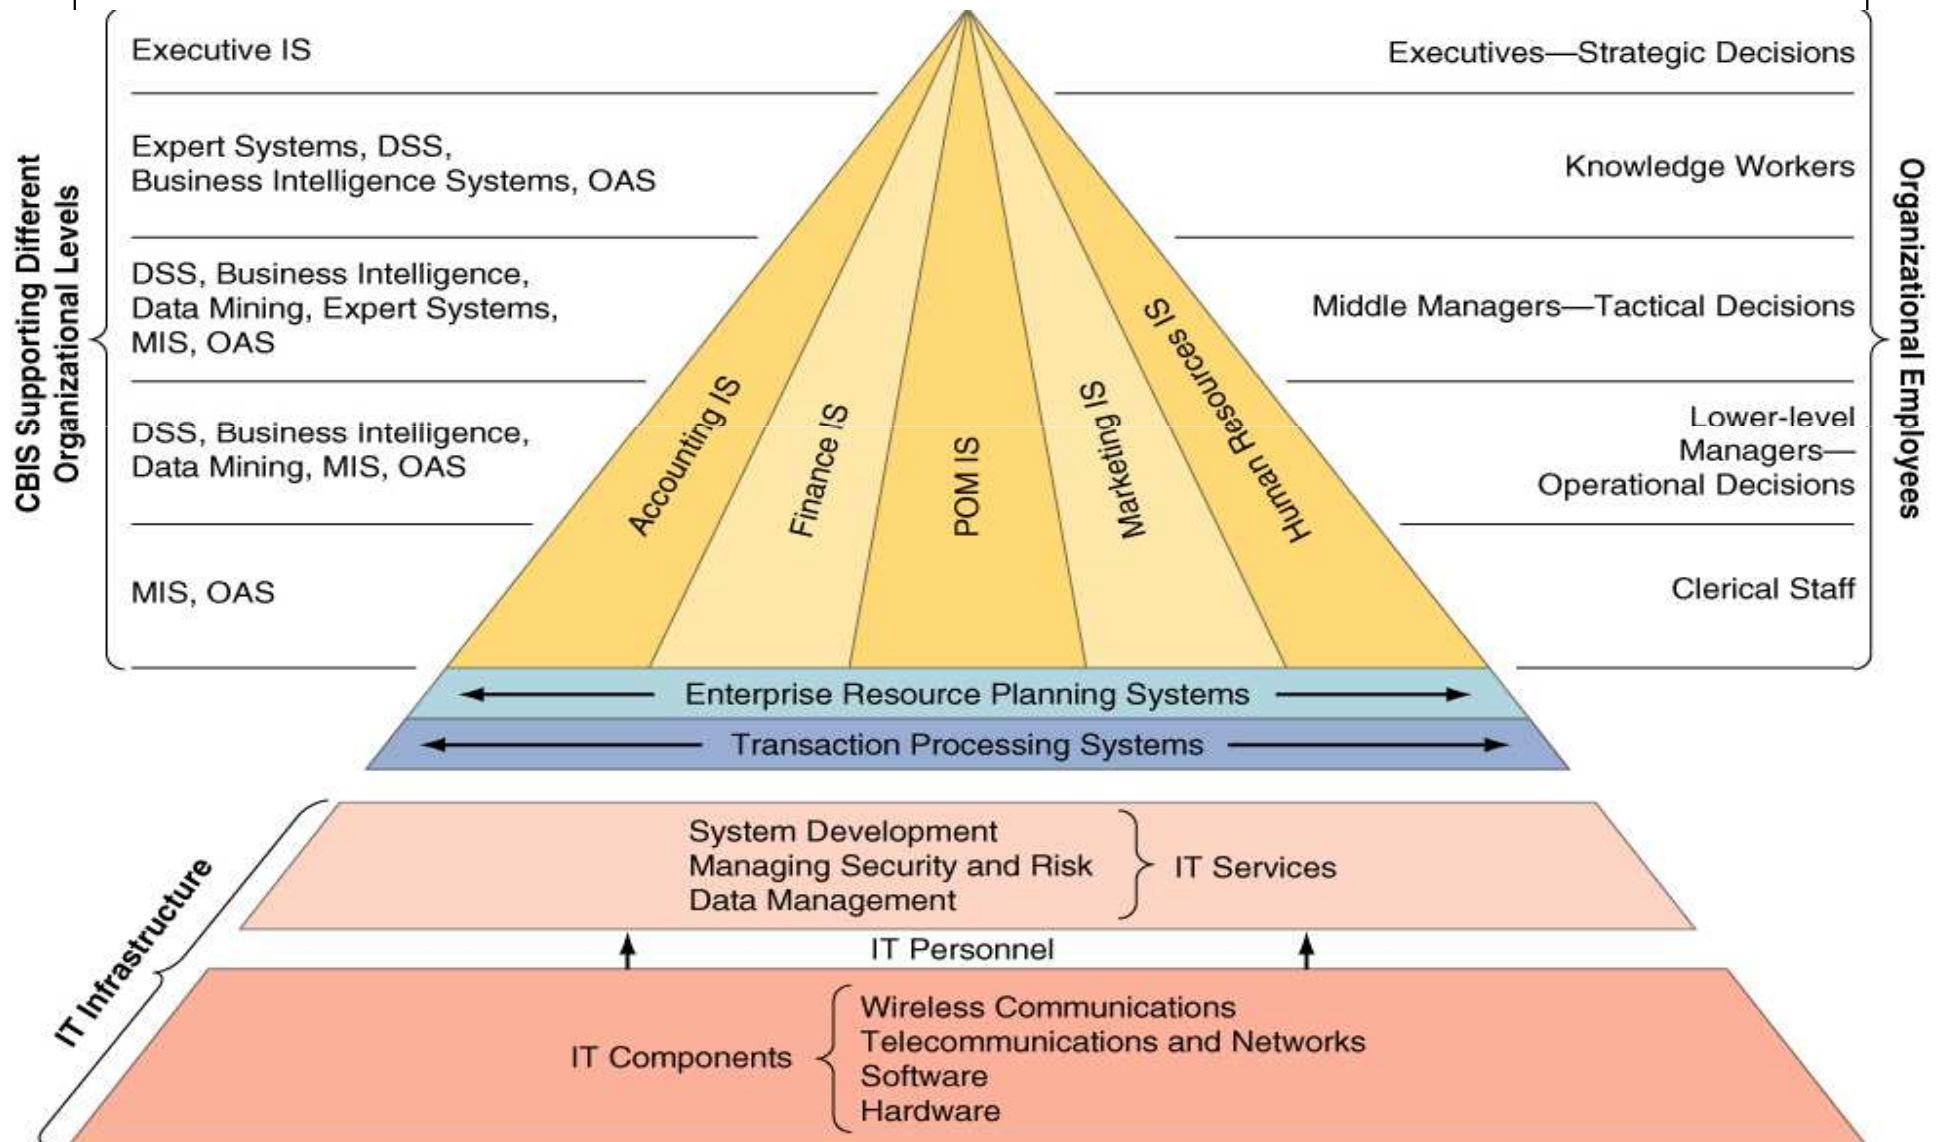 CBIS Supporting Different
Organizational Levels
Executive IS
Expert Systems, DSS,
Business Intelligence Systems, OAS
DSS, Business Intelligence,
Data Mining, Expert Systems,
MIS, OAS
DSS, Business Intelligence,
Data Mining, MIS, OAS
MIS, OAS
Accounting IS
Finance IS
POM IS
Marketing IS
Human Resources IS
Executives—Strategic Decisions
Knowledge Workers
Middle Managers—Tactical Decisions
Lower-level
Managers—
Operational Decisions
Clerical Staff
Organizational Employees
Enterprise Resource Planning Systems
Transaction Processing Systems
IT Infrastructure
System Development
Managing Security and Risk
Data Management
IT Services
IT Personnel
IT Components
Wireless Communications
Telecommunications and Networks
Software
Hardware